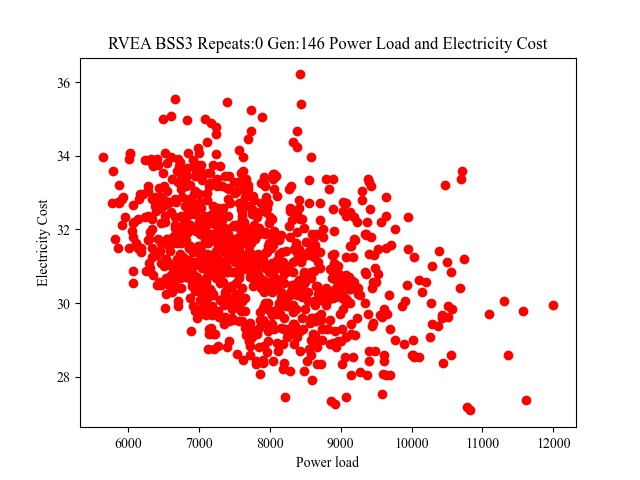 RVEA BSS3 Repeats:0 Gen:146 Power Load and Electricity Cost
36
34
32
30
28
Electricity Cost
6000 7000 8000 9000 10000 11000 12000
Power load